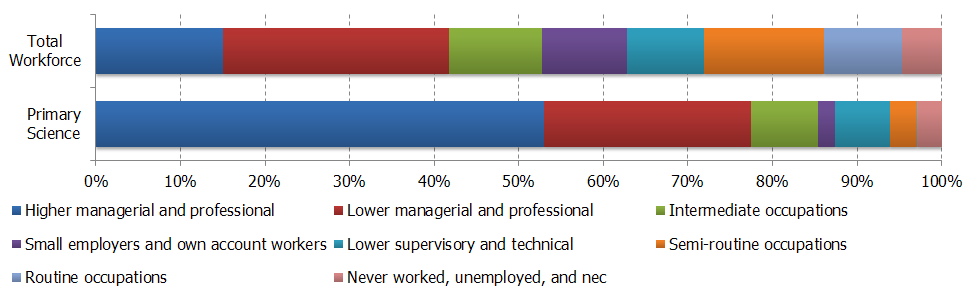 Total
Workforce
Primary
Science
0% 10% 20% 30% 40% 50% 60% 70% 80% 90% 100%
Higher managerial and professional Lower managerial and professional Intermediate occupations
Small employers and own account workers Lower supervisory and technical Semi-routine occupations
Routine occupations Never worked, unemployed, and nec